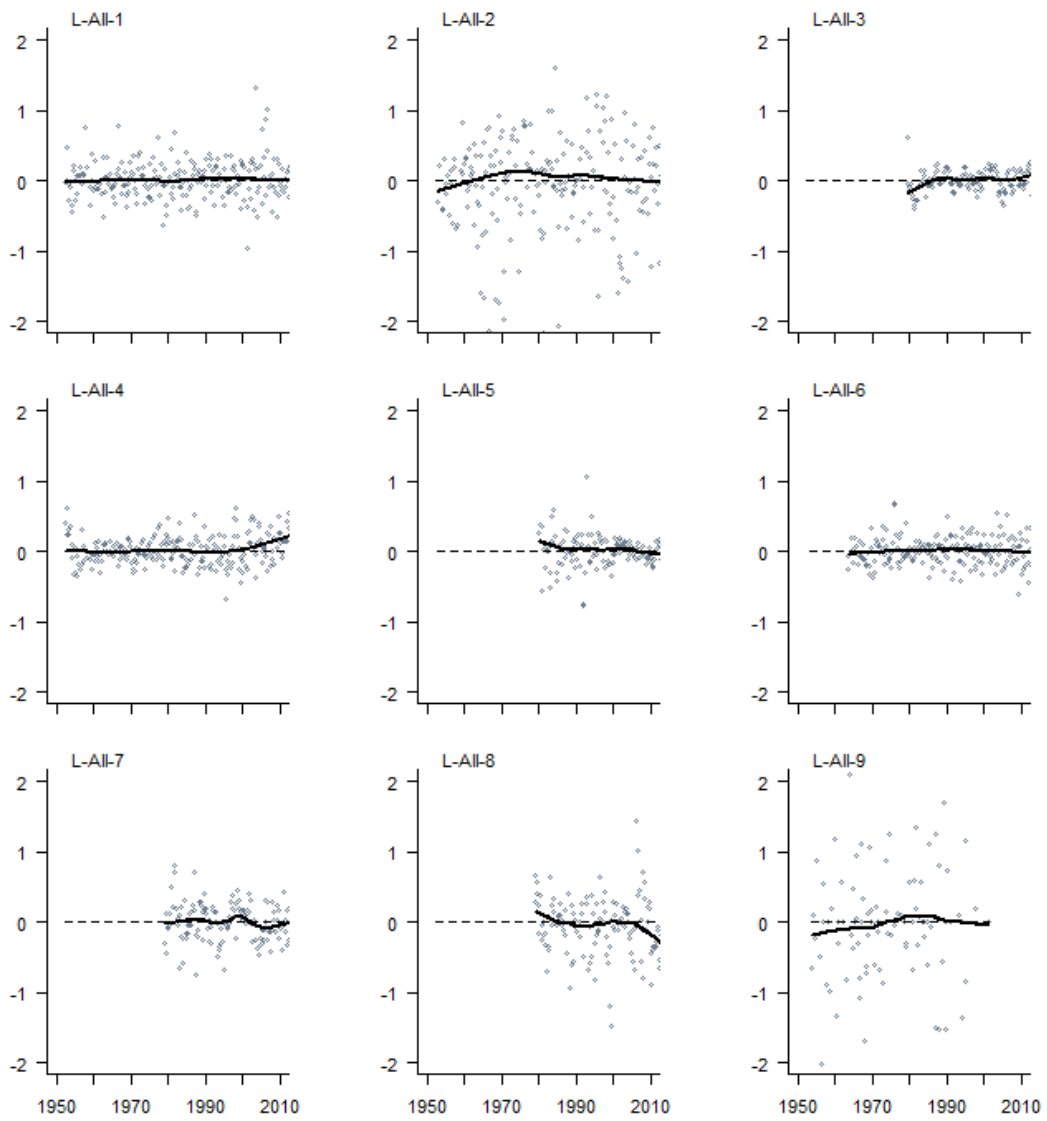 L-All-1 L-All-2 L-All-3
2 2 2
1 1 1
0 0 0
-1 -1 -1
-2 -2 -2
L-All-4 L-All-5 L-All-6
2 2 2
1 1 1
0 0 0
-1 -1 -1
-2 -2 -2
L-All-7 L-All-8 L-All-9
2 2 2
1 1 1
0 0 0
-1 -1 -1
-2 -2 -2
1950 1970 1990 2010 1950 1970 1990 2010 1950 1970 1990 2010